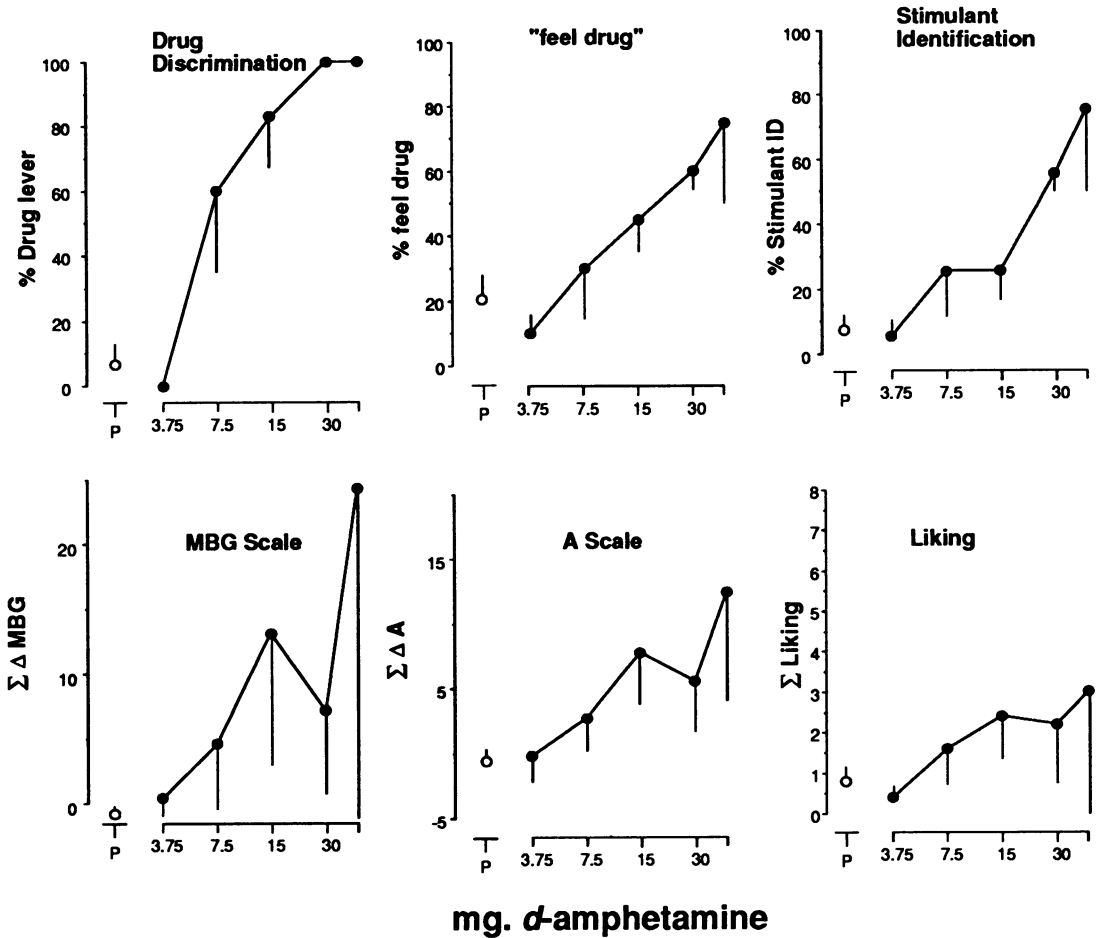 Drug
Discrimination
% Drug lever
100
80
60
40
20
0
P
3.75 7.5 15 30
"feel drug"
% feel drug
100
80
60
40
20
0
P
3.75 7.5 15 30
Stimulant
Identification
% Stimulant ID
100
80
60
40
20
0
P
3.75 7.5 15 30
MBG Scale
Σ Δ MBG
20
10
0
P
3.75 7.5 15 30
A Scale
Σ Δ A
15
5
-5
P
3.75 7.5 15 30
Liking
Σ Liking
8
7
6
5
4
3
2
1
0
P
3.75 7.5 15 30
mg. d-amphetamine